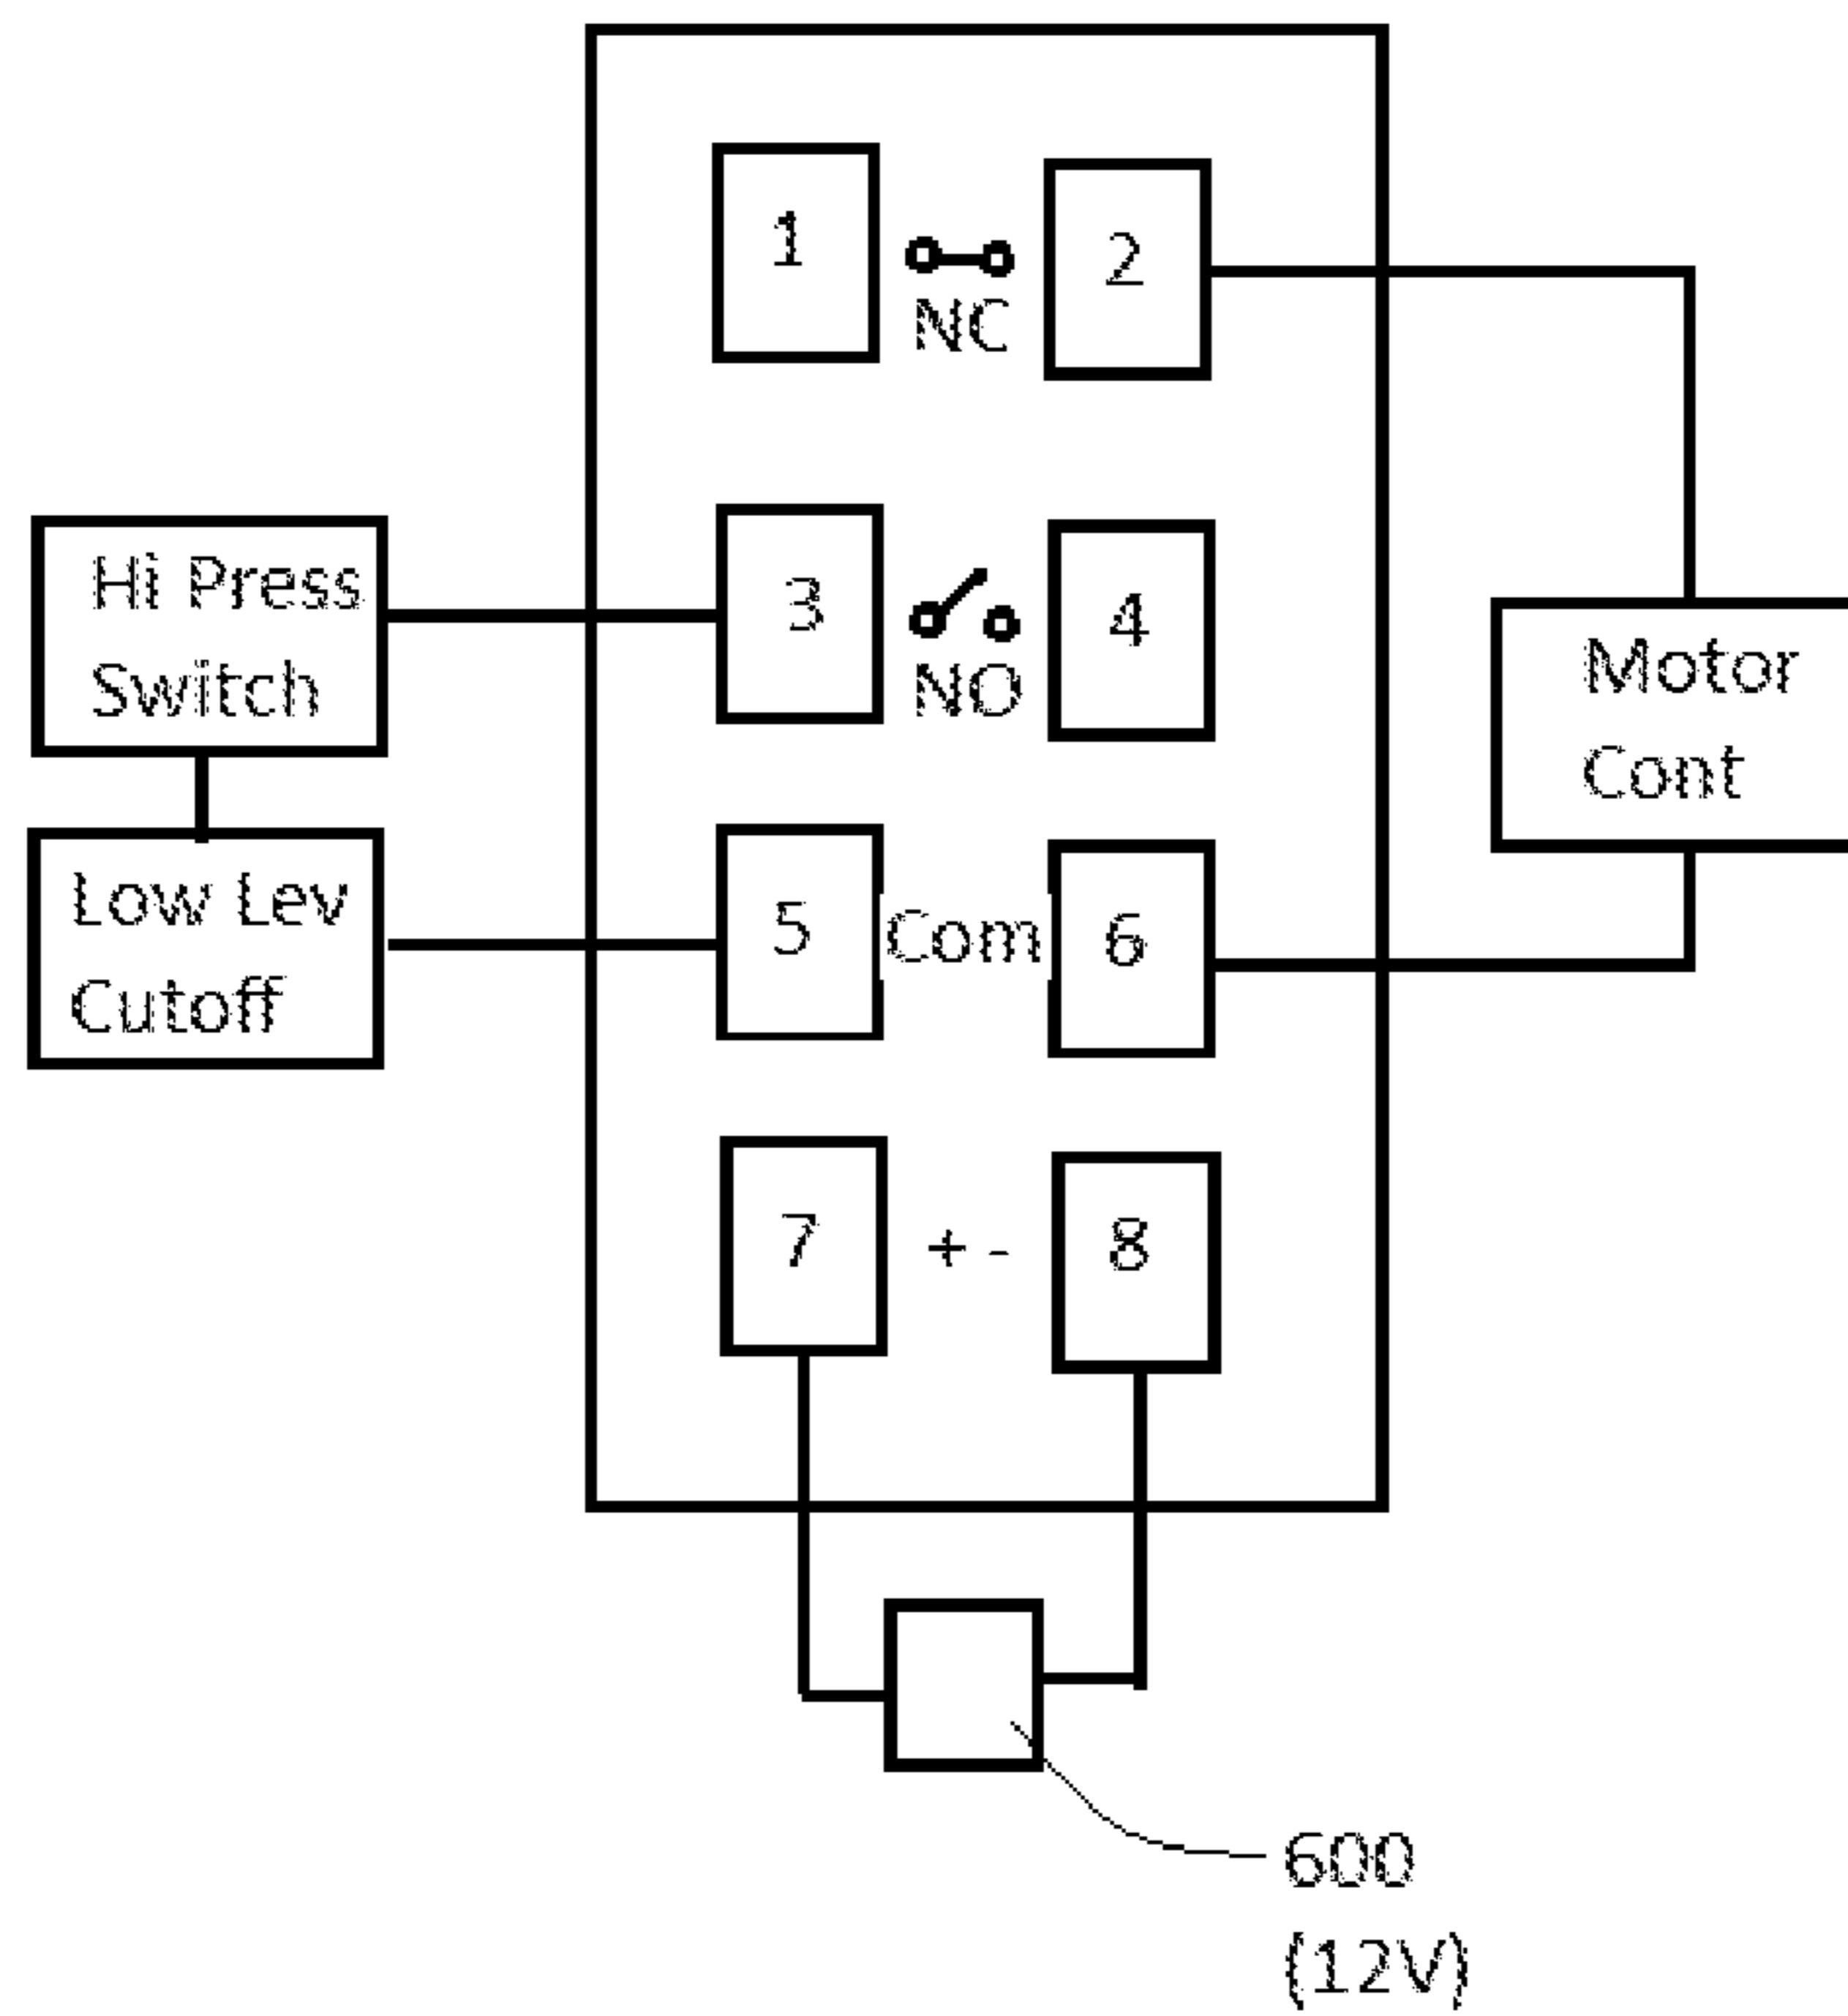 1
2
NC
Hi Press
Switch
3
NO
4
Motor
Cont
Low Lev
Cutoff
5
Com
6
7
+ -
8
600
(12V)